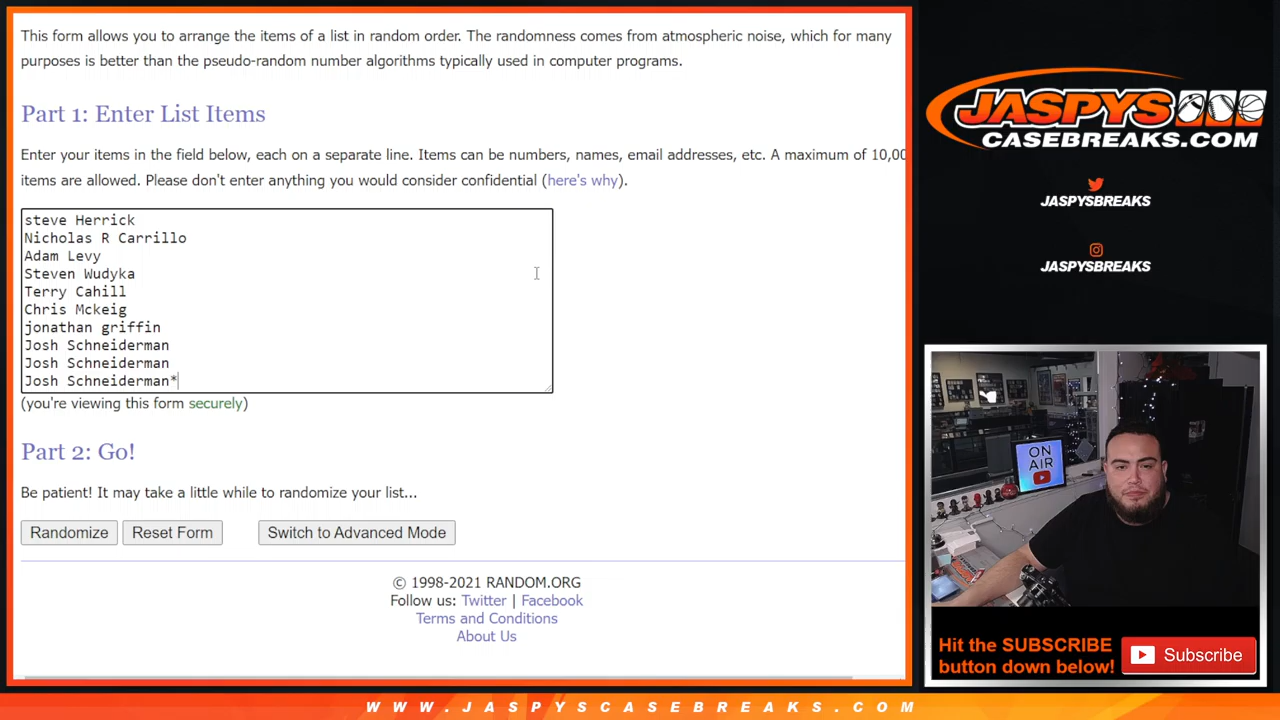 This form allows you to arrange the items of a list in random order. The randomness comes from atmospheric noise, which for many
purposes is better than the pseudo-random number algorithms typically used in computer programs.
Part 1: Enter List Items
Enter your items in the field below, each on a separate line. Items can be numbers, names, email addresses, etc. A maximum of 10,00
items are allowed. Please don't enter anything you would consider confidential (here's why).
steve Herrick
Nicholas R Carrillo
Adam Levy
Steven Wudyka
Terry Cahill
Chris Mckeig
jonathan griffin
Josh Schneiderman
Josh Schneiderman
Josh Schneiderman*
(you're viewing this form securely)
Part 2: Go!
Be patient! It may take a little while to randomize your list...
Randomize Reset Form Switch to Advanced Mode
© 1998-2021 RANDOM.ORG
Follow us: Twitter | Facebook
Terms and Conditions
About Us
JASPYS
CASEBREAKS.COM
JASPYSBREAKS
JASPYSBREAKS
ON
AIR
Hit the SUBSCRIBE
button down below!
Subscribe
WWW.JASPYSCASEBREAKS.COM